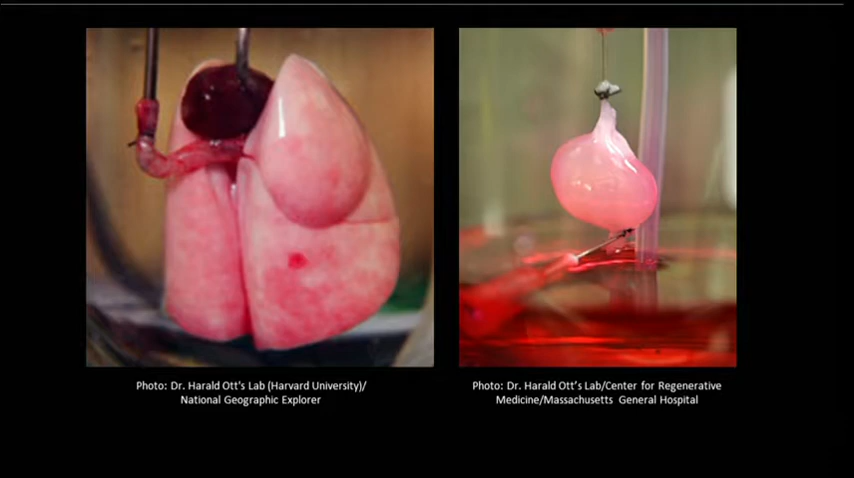 Photo: Dr. Harald Ott's Lab (Harvard University)/
National Geographic Explorer
Photo: Dr. Harald Ott's Lab/Center for Regenerative
Medicine/Massachusetts General Hospital